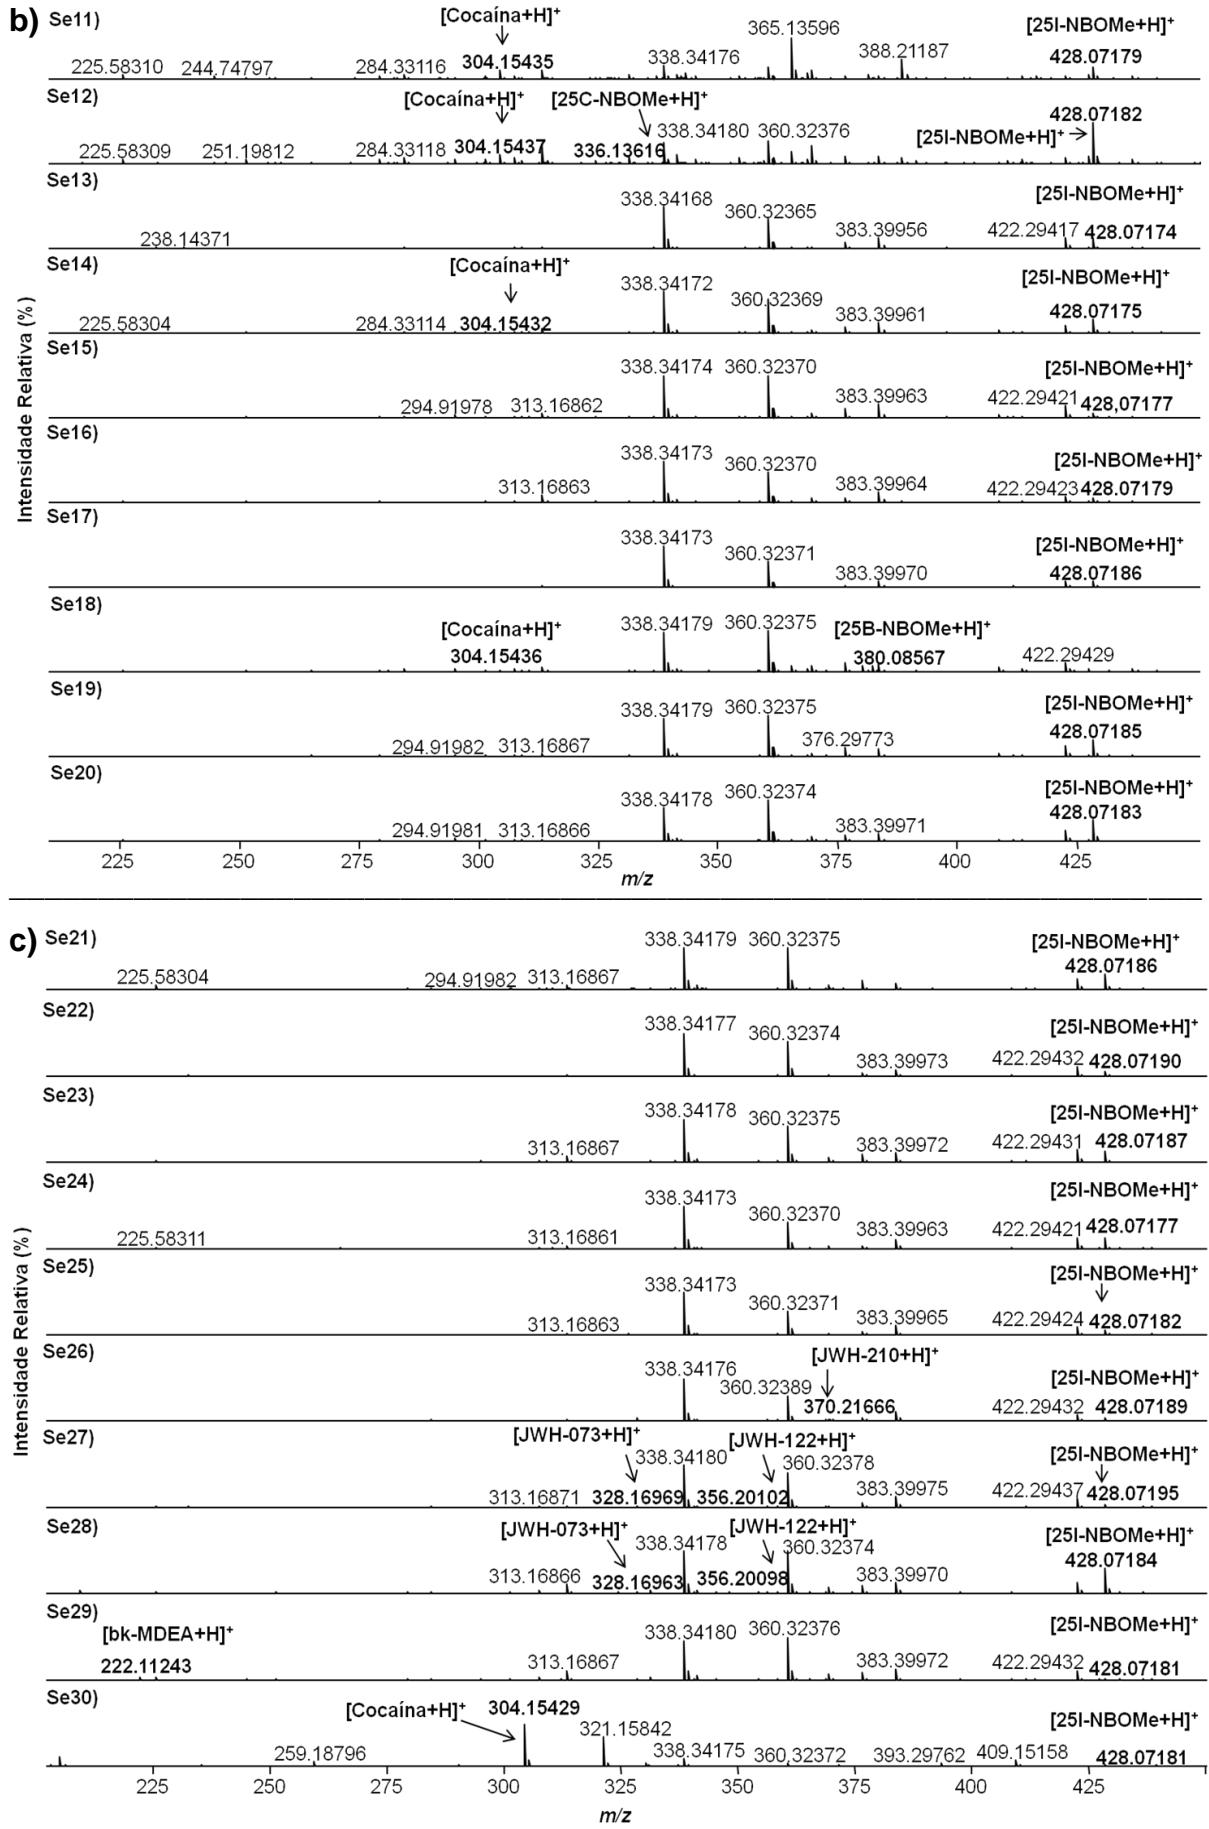 b) Se11)
[Cocaína+H]⁺
365.13596
[25I-NBOMe+H]⁺
225.58310 244.74797 284.33116 304.15435 338.34176 388.21187 428.07179
Se12)
[Cocaína+H]⁺ [25C-NBOMe+H]⁺ 428.07182
338.34180 360.32376 [25I-NBOMe+H]⁺
225.58309 251.19812 284.33118 304.15437 336.13616
Se13)
338.34168 [25I-NBOMe+H]⁺
360.32365
238.14371 383.39956 422.29417 428.07174
Se14)
[Cocaína+H]⁺ 338.34172 [25I-NBOMe+H]⁺
360.32369
225.58304 284.33114 304.15432 383.39961 428.07175
Se15)
338.34174 360.32370 [25I-NBOMe+H]⁺
294.91978 313.16862 383.39963 422.29421 428,07177
Se16)
338.34173 360.32370 [25I-NBOMe+H]⁺
313.16863 383.39964 422.29423 428.07179
Se17)
338.34173 360.32371 [25I-NBOMe+H]⁺
383.39970 428.07186
Se18)
[Cocaína+H]⁺ 338.34179 360.32375 [25B-NBOMe+H]⁺
304.15436 380.08567 422.29429
Se19)
338.34179 360.32375 [25I-NBOMe+H]⁺
294.91982 313.16867 376.29773 428.07185
Se20)
338.34178 360.32374 [25I-NBOMe+H]⁺
294.91981 313.16866 383.39971 428.07183
225 250 275 300 325 350 375 400 425
m/z
Intensidade Relativa (%)
c) Se21)
338.34179 360.32375 [25I-NBOMe+H]⁺
225.58304 294.91982 313.16867 428.07186
Se22)
338.34177 360.32374 [25I-NBOMe+H]⁺
383.39973 422.29432 428.07190
Se23)
338.34178 360.32375 [25I-NBOMe+H]⁺
313.16867 383.39972 422.29431 428.07187
Se24)
338.34173 360.32370 [25I-NBOMe+H]⁺
225.58311 313.16861 383.39963 422.29421 428.07177
Se25)
338.34173 360.32371 [25I-NBOMe+H]⁺
313.16863 383.39965 422.29424 428.07182
Se26)
[JWH-210+H]⁺
338.34176 360.32389 [25I-NBOMe+H]⁺
370.21666 422.29432 428.07189
Se27)
[JWH-073+H]⁺ [JWH-122+H]⁺
338.34180 360.32378 [25I-NBOMe+H]⁺
313.16871 328.16969 356.20102 383.39975 422.29437 428.07195
Se28)
[JWH-073+H]⁺ [JWH-122+H]⁺ [25I-NBOMe+H]⁺
338.34178 360.32374 428.07184
313.16866 328.16963 356.20098 383.39970
Se29)
[bk-MDEA+H]⁺ 338.34180 360.32376 [25I-NBOMe+H]⁺
222.11243 313.16867 383.39972 422.29432 428.07181
Se30)
[Cocaína+H]⁺ 304.15429 [25I-NBOMe+H]⁺
321.15842
259.18796 338.34175 360.32372 393.29762 409.15158 428.07181
225 250 275 300 325 350 375 400 425
m/z
Intensidade Relativa (%)